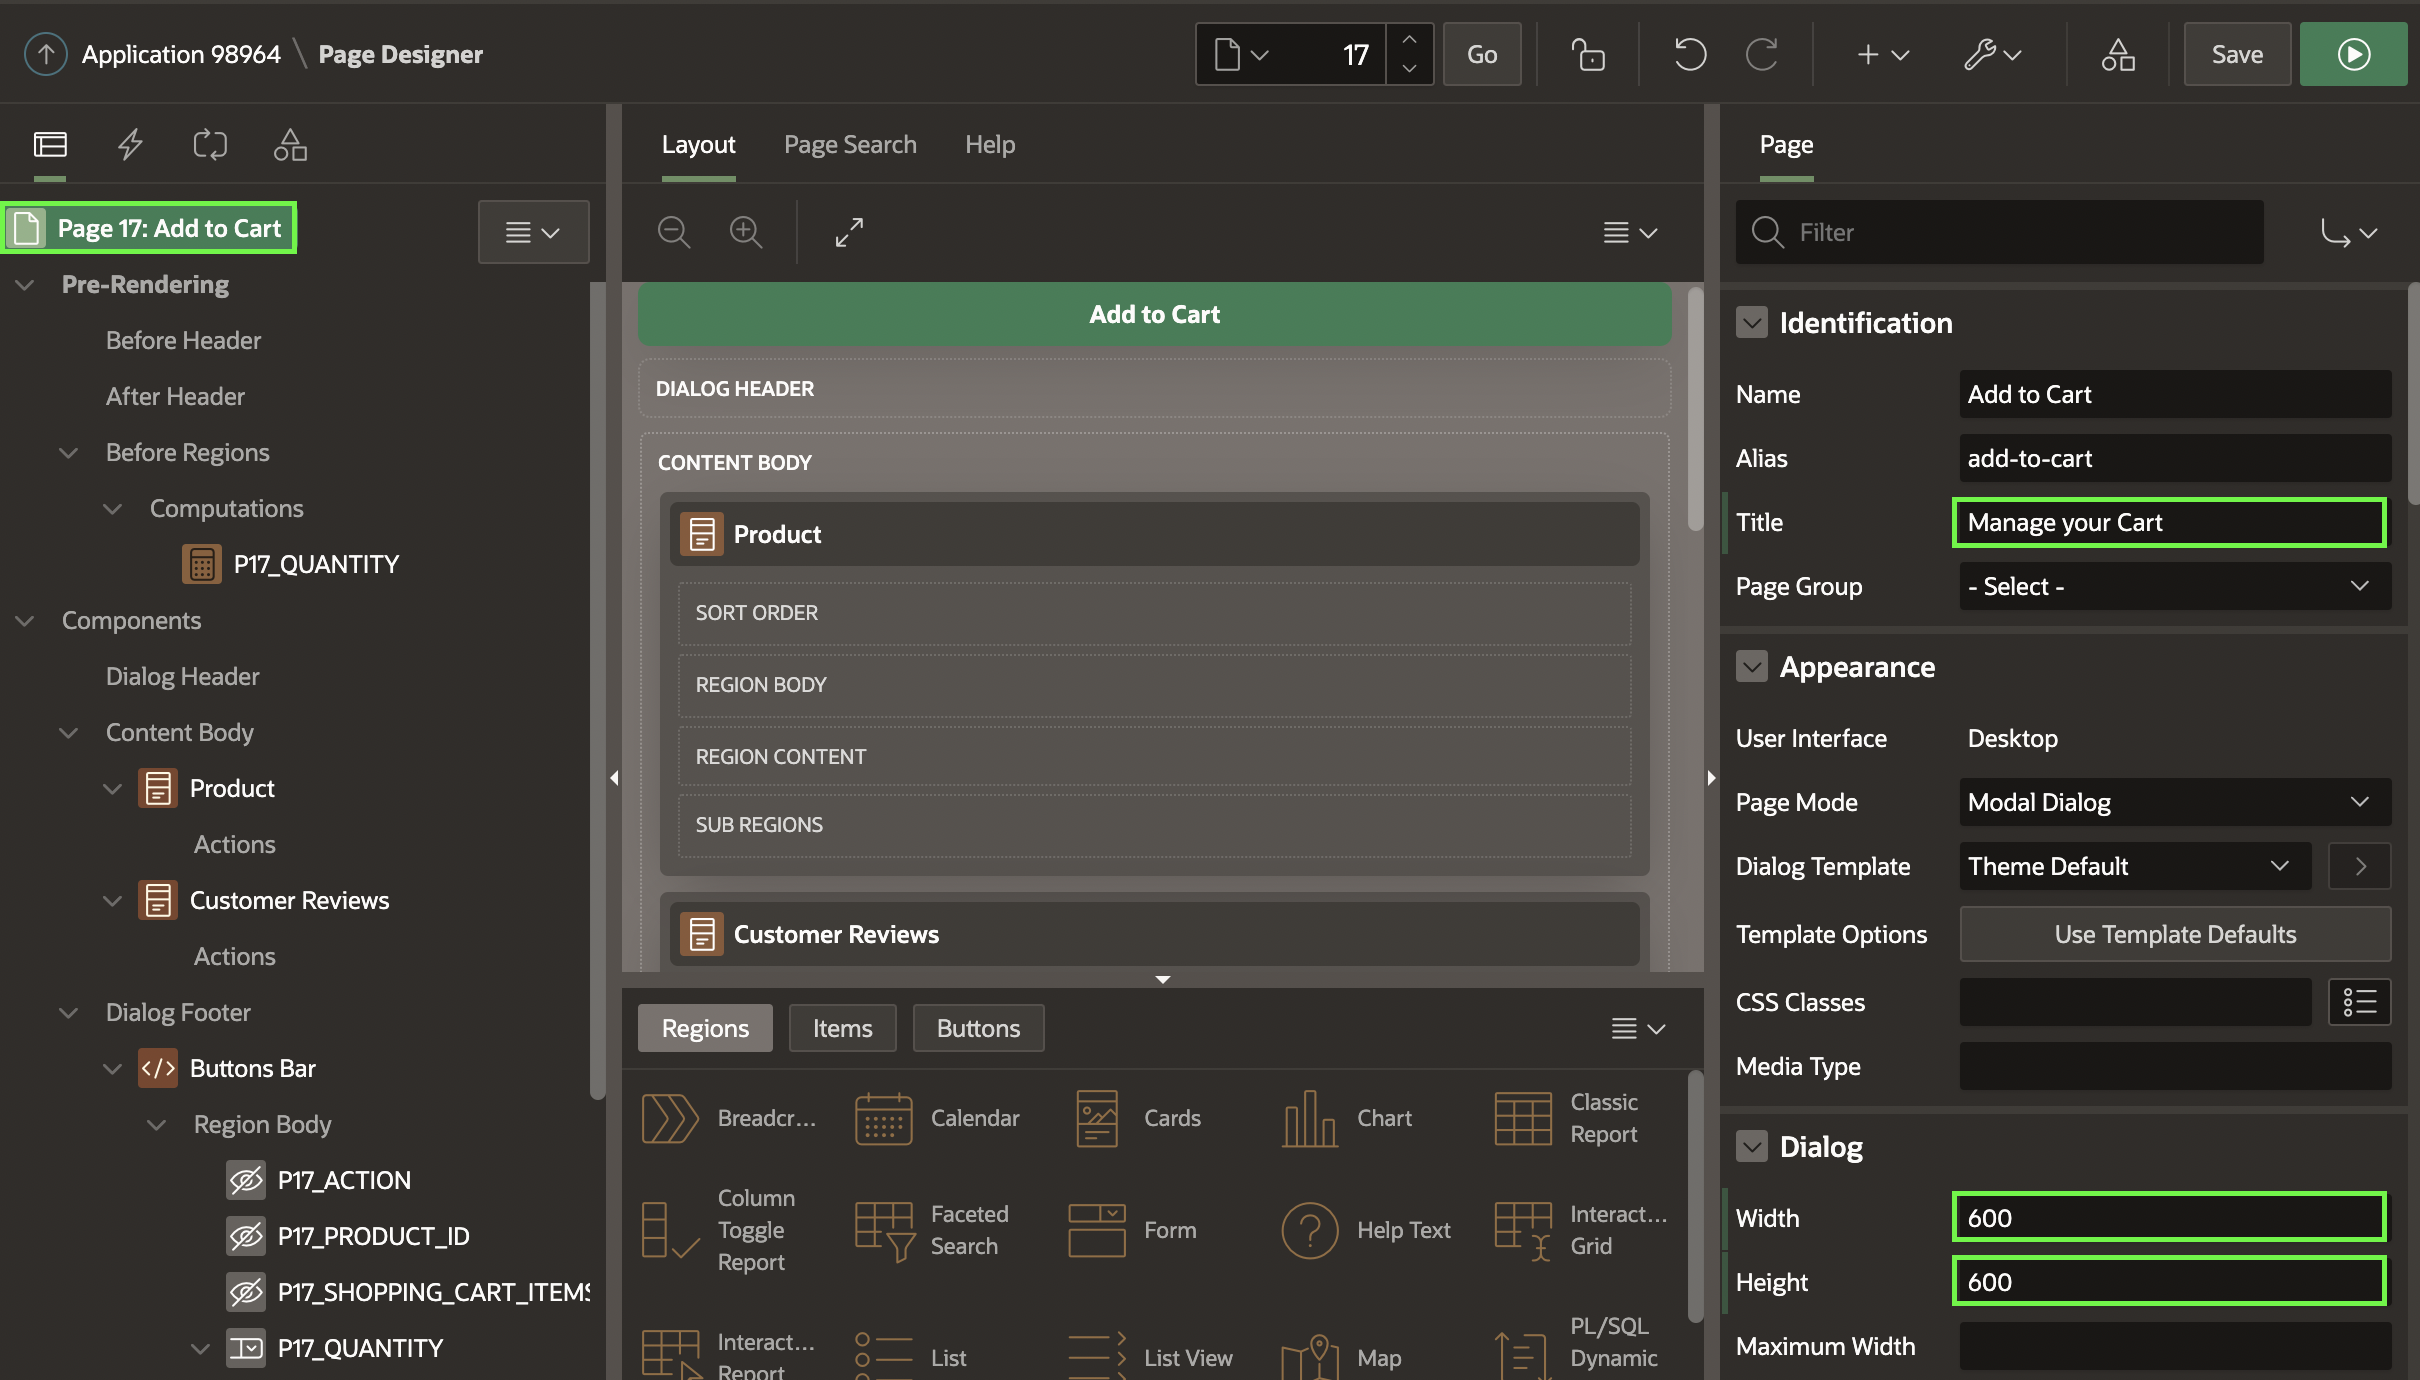 Application 98964 \ Page Designer
17
Go
Save
Page 17: Add to Cart
Pre-Rendering
Before Header
After Header
Before Regions
Computations
P17_QUANTITY
Components
Dialog Header
Content Body
Product
Actions
Customer Reviews
Actions
Dialog Footer
Buttons Bar
Region Body
P17_ACTION
P17_PRODUCT_ID
P17_SHOPPING_CART_ITEMS
P17_QUANTITY
Layout Page Search Help
Add to Cart
DIALOG HEADER
CONTENT BODY
Product
SORT ORDER
REGION BODY
REGION CONTENT
SUB REGIONS
Customer Reviews
Regions Items Buttons
Breadcr...
Calendar
Cards
Chart
Classic
Report
Column
Toggle
Report
Faceted
Search
Form
Help Text
Interact...
Grid
Interact...
Report
List
List View
Map
PL/SQL
Dynamic
Page
Filter
Identification
Name Add to Cart
Alias add-to-cart
Title Manage your Cart
Page Group - Select -
Appearance
User Interface Desktop
Page Mode Modal Dialog
Dialog Template Theme Default
Template Options Use Template Defaults
CSS Classes
Media Type
Dialog
Width 600
Height 600
Maximum Width